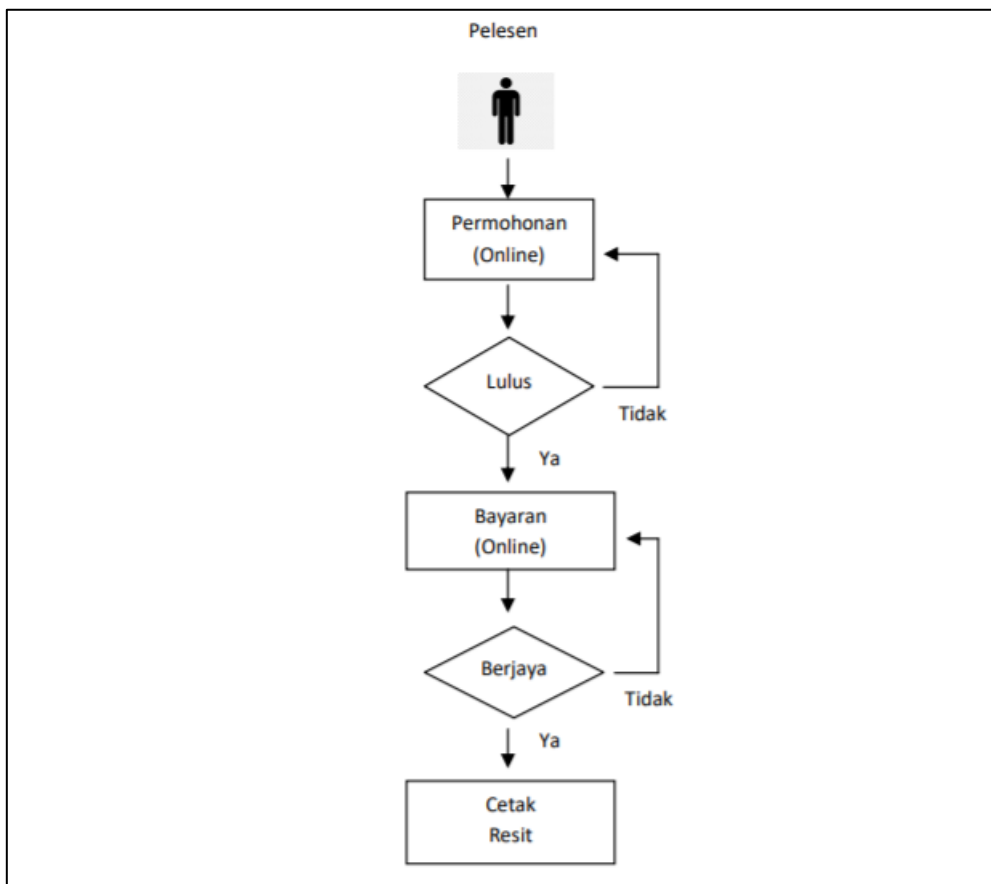 Pelesen
Permohonan
(Online)
Lulus
Tidak
Ya
Bayaran
(Online)
Berjaya
Tidak
Ya
Cetak
Resit